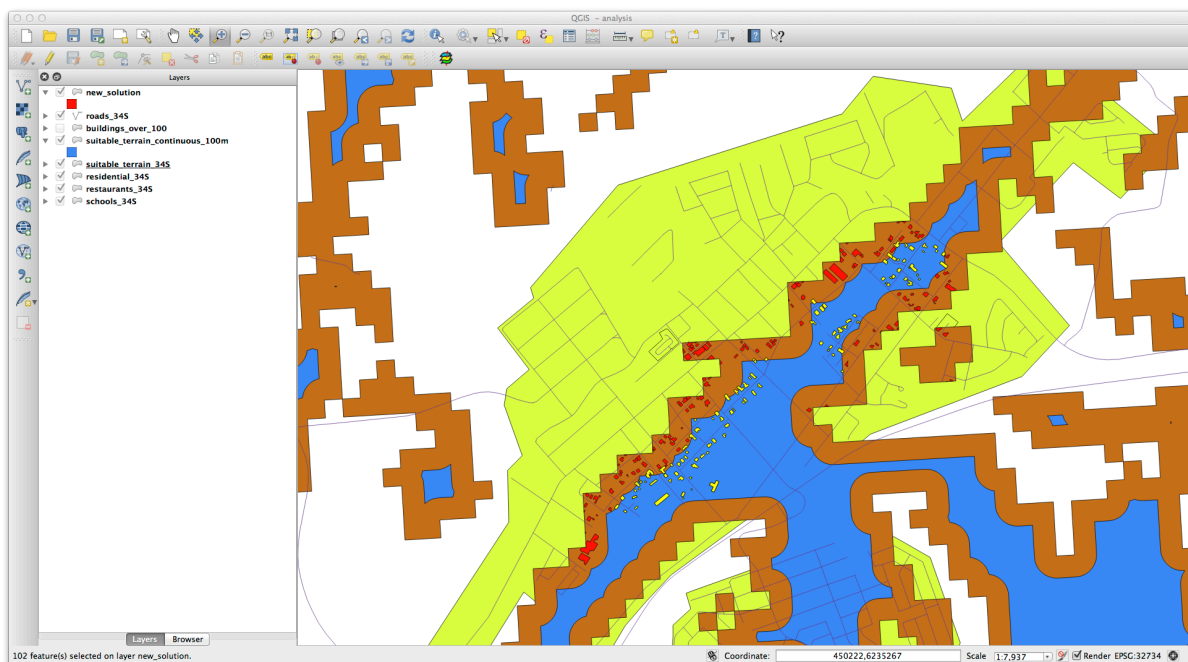 QGIS - analysis
Layers
new_solution
roads_34S
buildings_over_100
suitable_terrain_continuous_100m
suitable_terrain_34S
residential_34S
restaurants_34S
schools_34S
Layers Browser
102 feature(s) selected on layer new_solution.
Coordinate: 450222,6235267 Scale 1:7,937 Render EPSG:32734